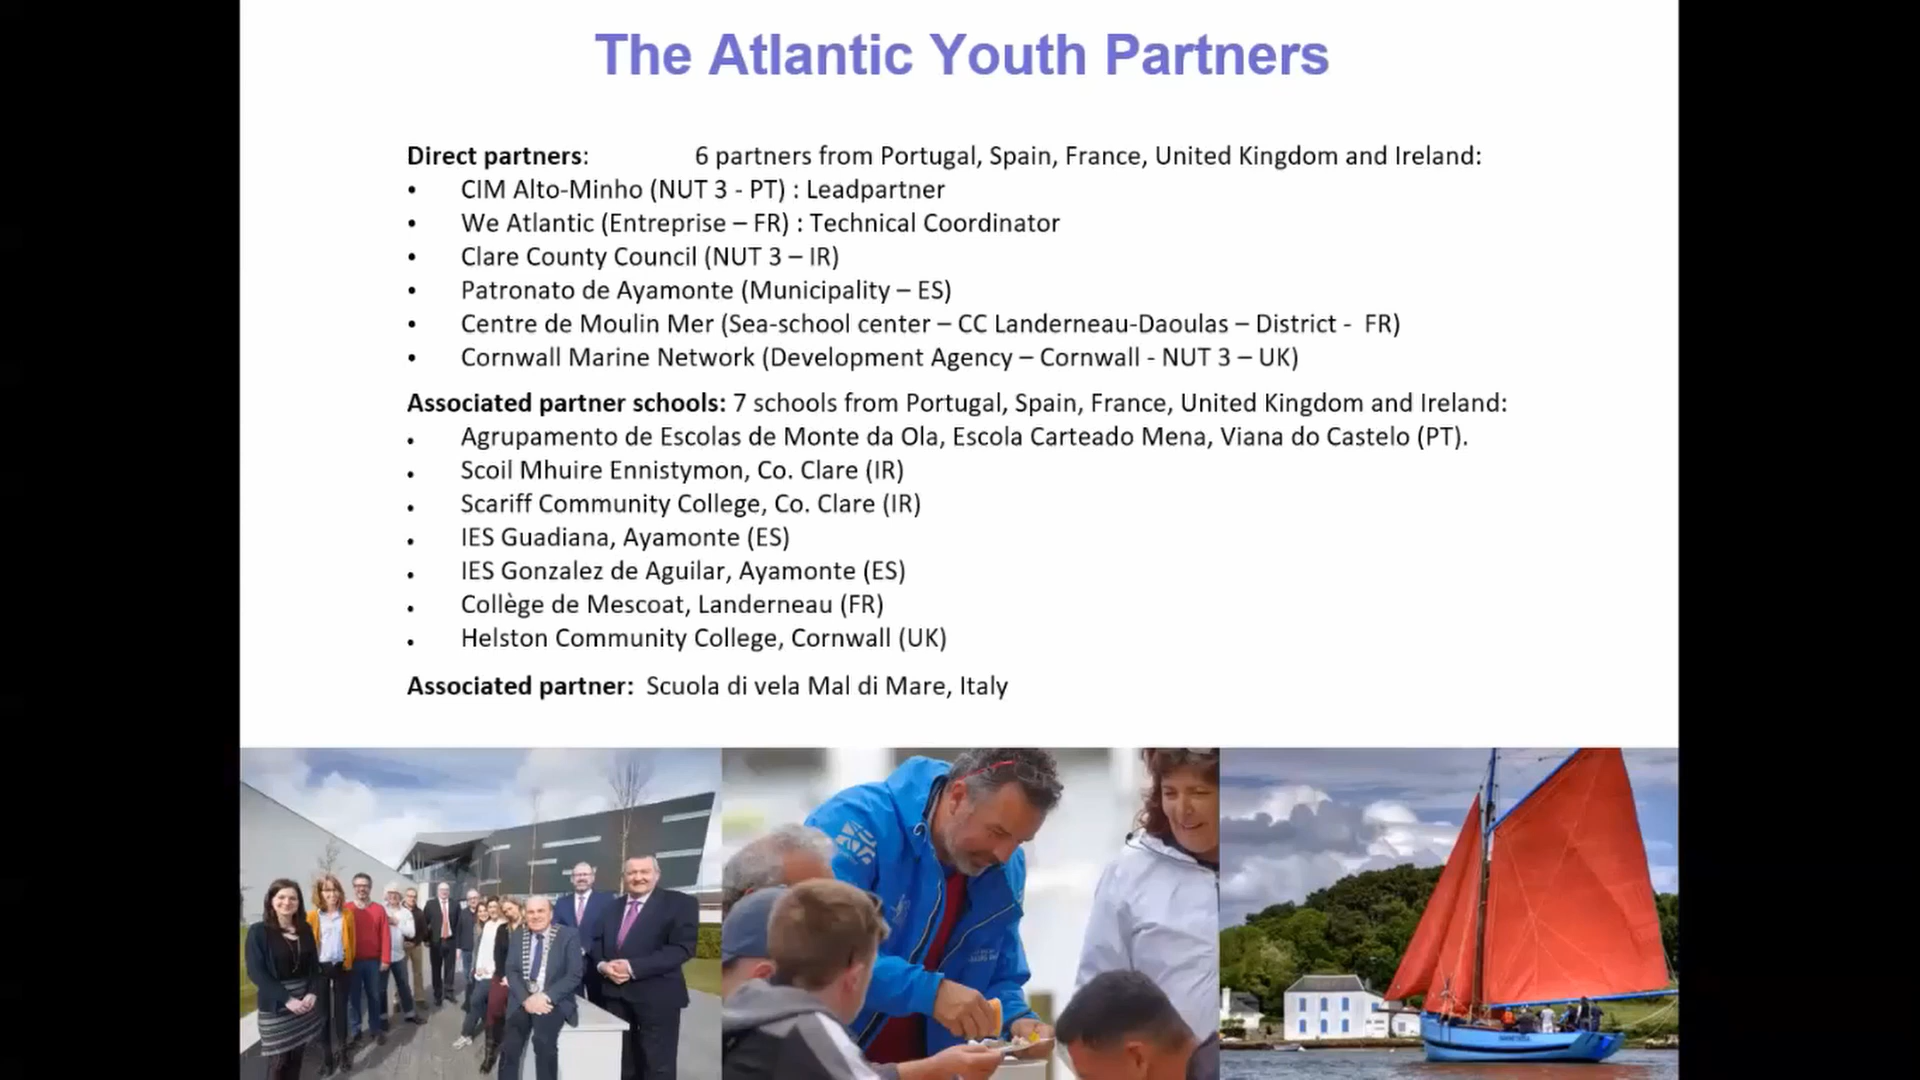 The Atlantic Youth Partners
Direct partners: 6 partners from Portugal, Spain, France, United Kingdom and Ireland:
• CIM Alto-Minho (NUT 3 - PT) : Leadpartner
• We Atlantic (Entreprise – FR) : Technical Coordinator
• Clare County Council (NUT 3 – IR)
• Patronato de Ayamonte (Municipality – ES)
• Centre de Moulin Mer (Sea-school center – CC Landerneau-Daoulas – District - FR)
• Cornwall Marine Network (Development Agency – Cornwall - NUT 3 – UK)
Associated partner schools: 7 schools from Portugal, Spain, France, United Kingdom and Ireland:
• Agrupamento de Escolas de Monte da Ola, Escola Carteado Mena, Viana do Castelo (PT).
• Scoil Mhuire Ennistymon, Co. Clare (IR)
• Scariff Community College, Co. Clare (IR)
• IES Guadiana, Ayamonte (ES)
• IES Gonzalez de Aguilar, Ayamonte (ES)
• Collège de Mescoat, Landerneau (FR)
• Helston Community College, Cornwall (UK)
Associated partner: Scuola di vela Mal di Mare, Italy